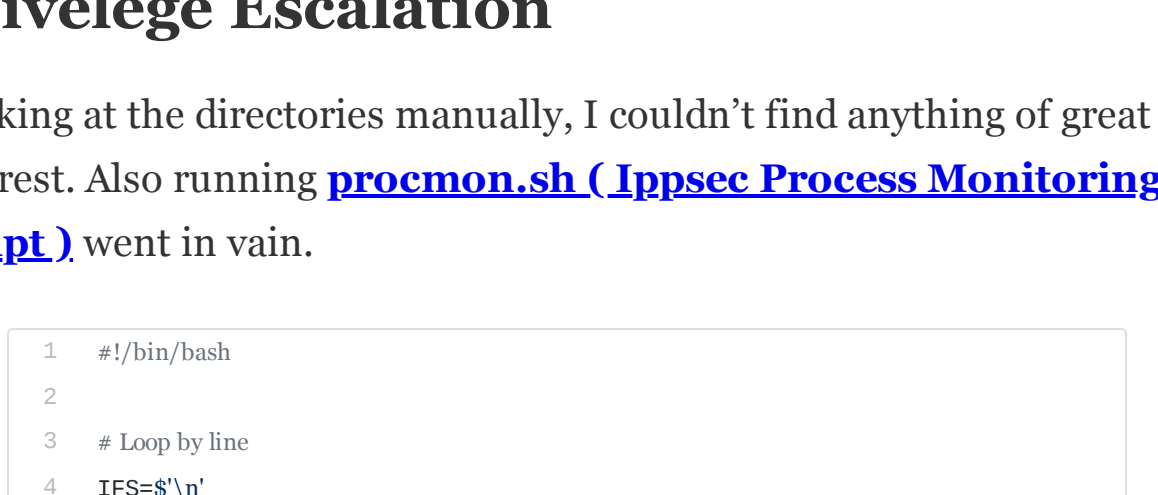 ivelege Escalation
king at the directories manually, I couldn’t find anything of great
rest. Also running procmon.sh ( Ippsec Process Monitoring
ipt ) went in vain.
1 #!/bin/bash
2
3 # Loop by line
4 IFS=$'\n'